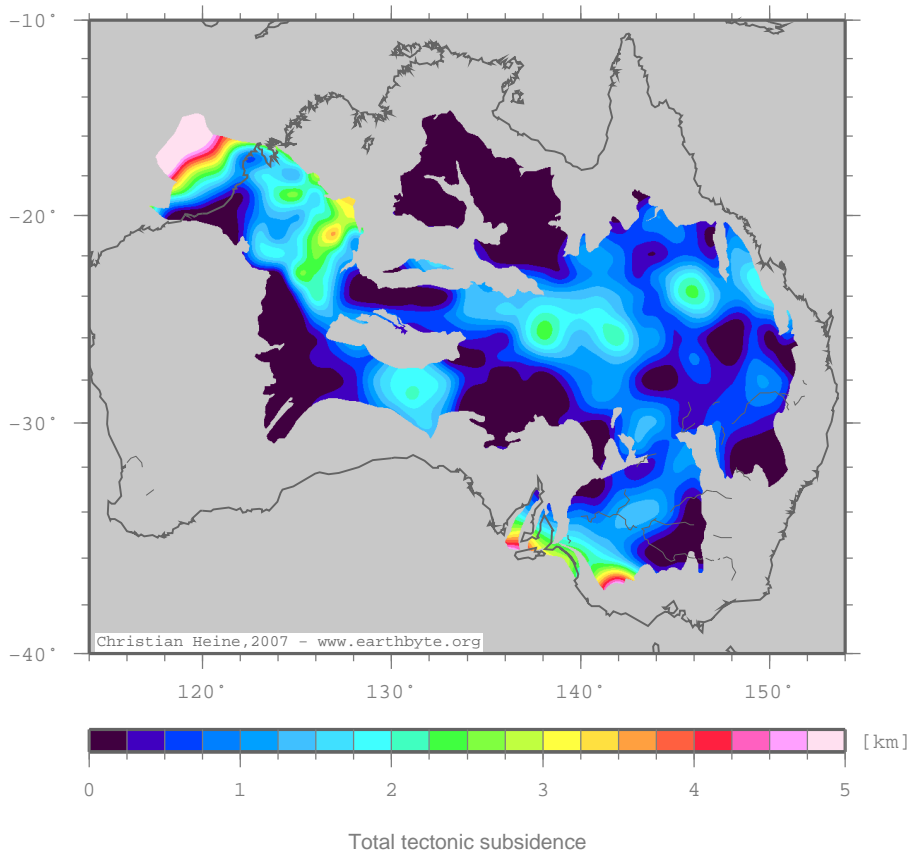 −10°
−20°
−30°
−40°
Christian Heine,2007 − www.earthbyte.org
120° 130° 140° 150°
[km]
0 1 2 3 4 5
Total tectonic subsidence